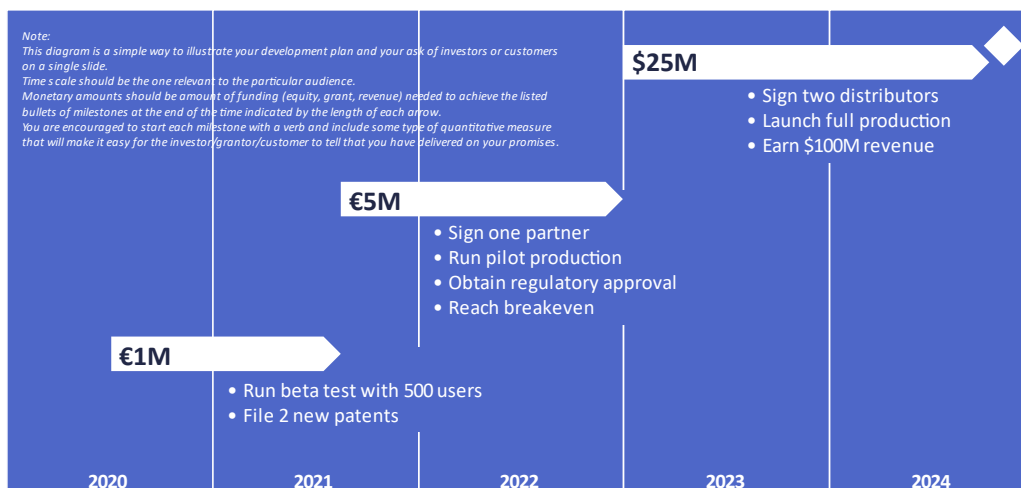 Note:
This diagram is a simple way to illustrate your development plan and your ask of investors or customers
on a single slide.
Time scale should be the one relevant to the particular audience.
Monetary amounts should be amount of funding (equity, grant, revenue) needed to achieve the listed
bullets of milestones at the end of the time indicated by the length of each arrow.
You are encouraged to start each milestone with a verb and include some type of quantitative measure
that will make it easy for the investor/grantor/customer to tell that you have delivered on your promises.
$25M
• Sign two distributors
• Launch full production
• Earn $100M revenue
€5M
• Sign one partner
• Run pilot production
• Obtain regulatory approval
• Reach breakeven
€1M
• Run beta test with 500 users
• File 2 new patents
2020 2021 2022 2023 2024